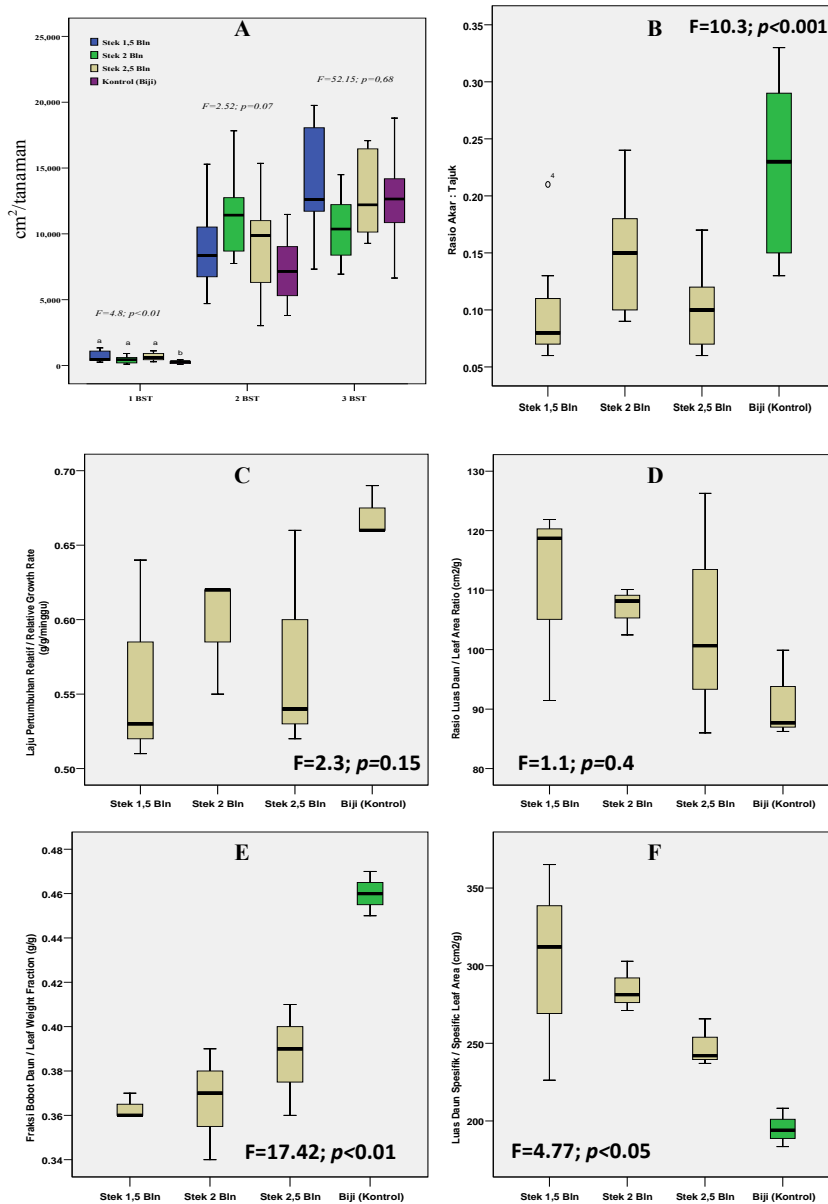 A
Stek 1,5 Bln
Stek 2 Bln
Stek 2,5 Bln
Kontrol (Biji)
cm2/tanaman
25,000
20,000
15,000
10,000
5,000
0
F=4.8; p<0.01
F=2.52; p=0.07
F=52.15; p=0,68
a
a
a
b
1 BST
2 BST
3 BST
B
F=10.3; p<0.001
Rasio Akar : Tajuk
0.35
0.30
0.25
0.20
0.15
0.10
0.05
4
Stek 1,5 Bln
Stek 2 Bln
Stek 2,5 Bln
Biji (Kontrol)
C
Laju Pertumbuhan Relatif / Relative Growth Rate
(g/g/minggu)
0.70
0.65
0.60
0.55
0.50
F=2.3; p=0.15
Stek 1,5 Bln
Stek 2 Bln
Stek 2,5 Bln
Biji (Kontrol)
D
Rasio Luas Daun / Leaf Area Ratio (cm2/g)
130
120
110
100
90
80
F=1.1; p=0.4
Stek 1,5 Bln
Stek 2 Bln
Stek 2,5 Bln
Biji (Kontrol)
E
Fraksi Bobot Daun / Leaf Weight Fraction (g/g)
0.48
0.46
0.44
0.42
0.40
0.38
0.36
0.34
F=17.42; p<0.01
Stek 1,5 Bln
Stek 2 Bln
Stek 2,5 Bln
Biji (Kontrol)
F
Luas Daun Spesifik / Spesific Leaf Area (cm2/g)
350
300
250
200
F=4.77; p<0.05
Stek 1,5 Bln
Stek 2 Bln
Stek 2,5 Bln
Biji (Kontrol)